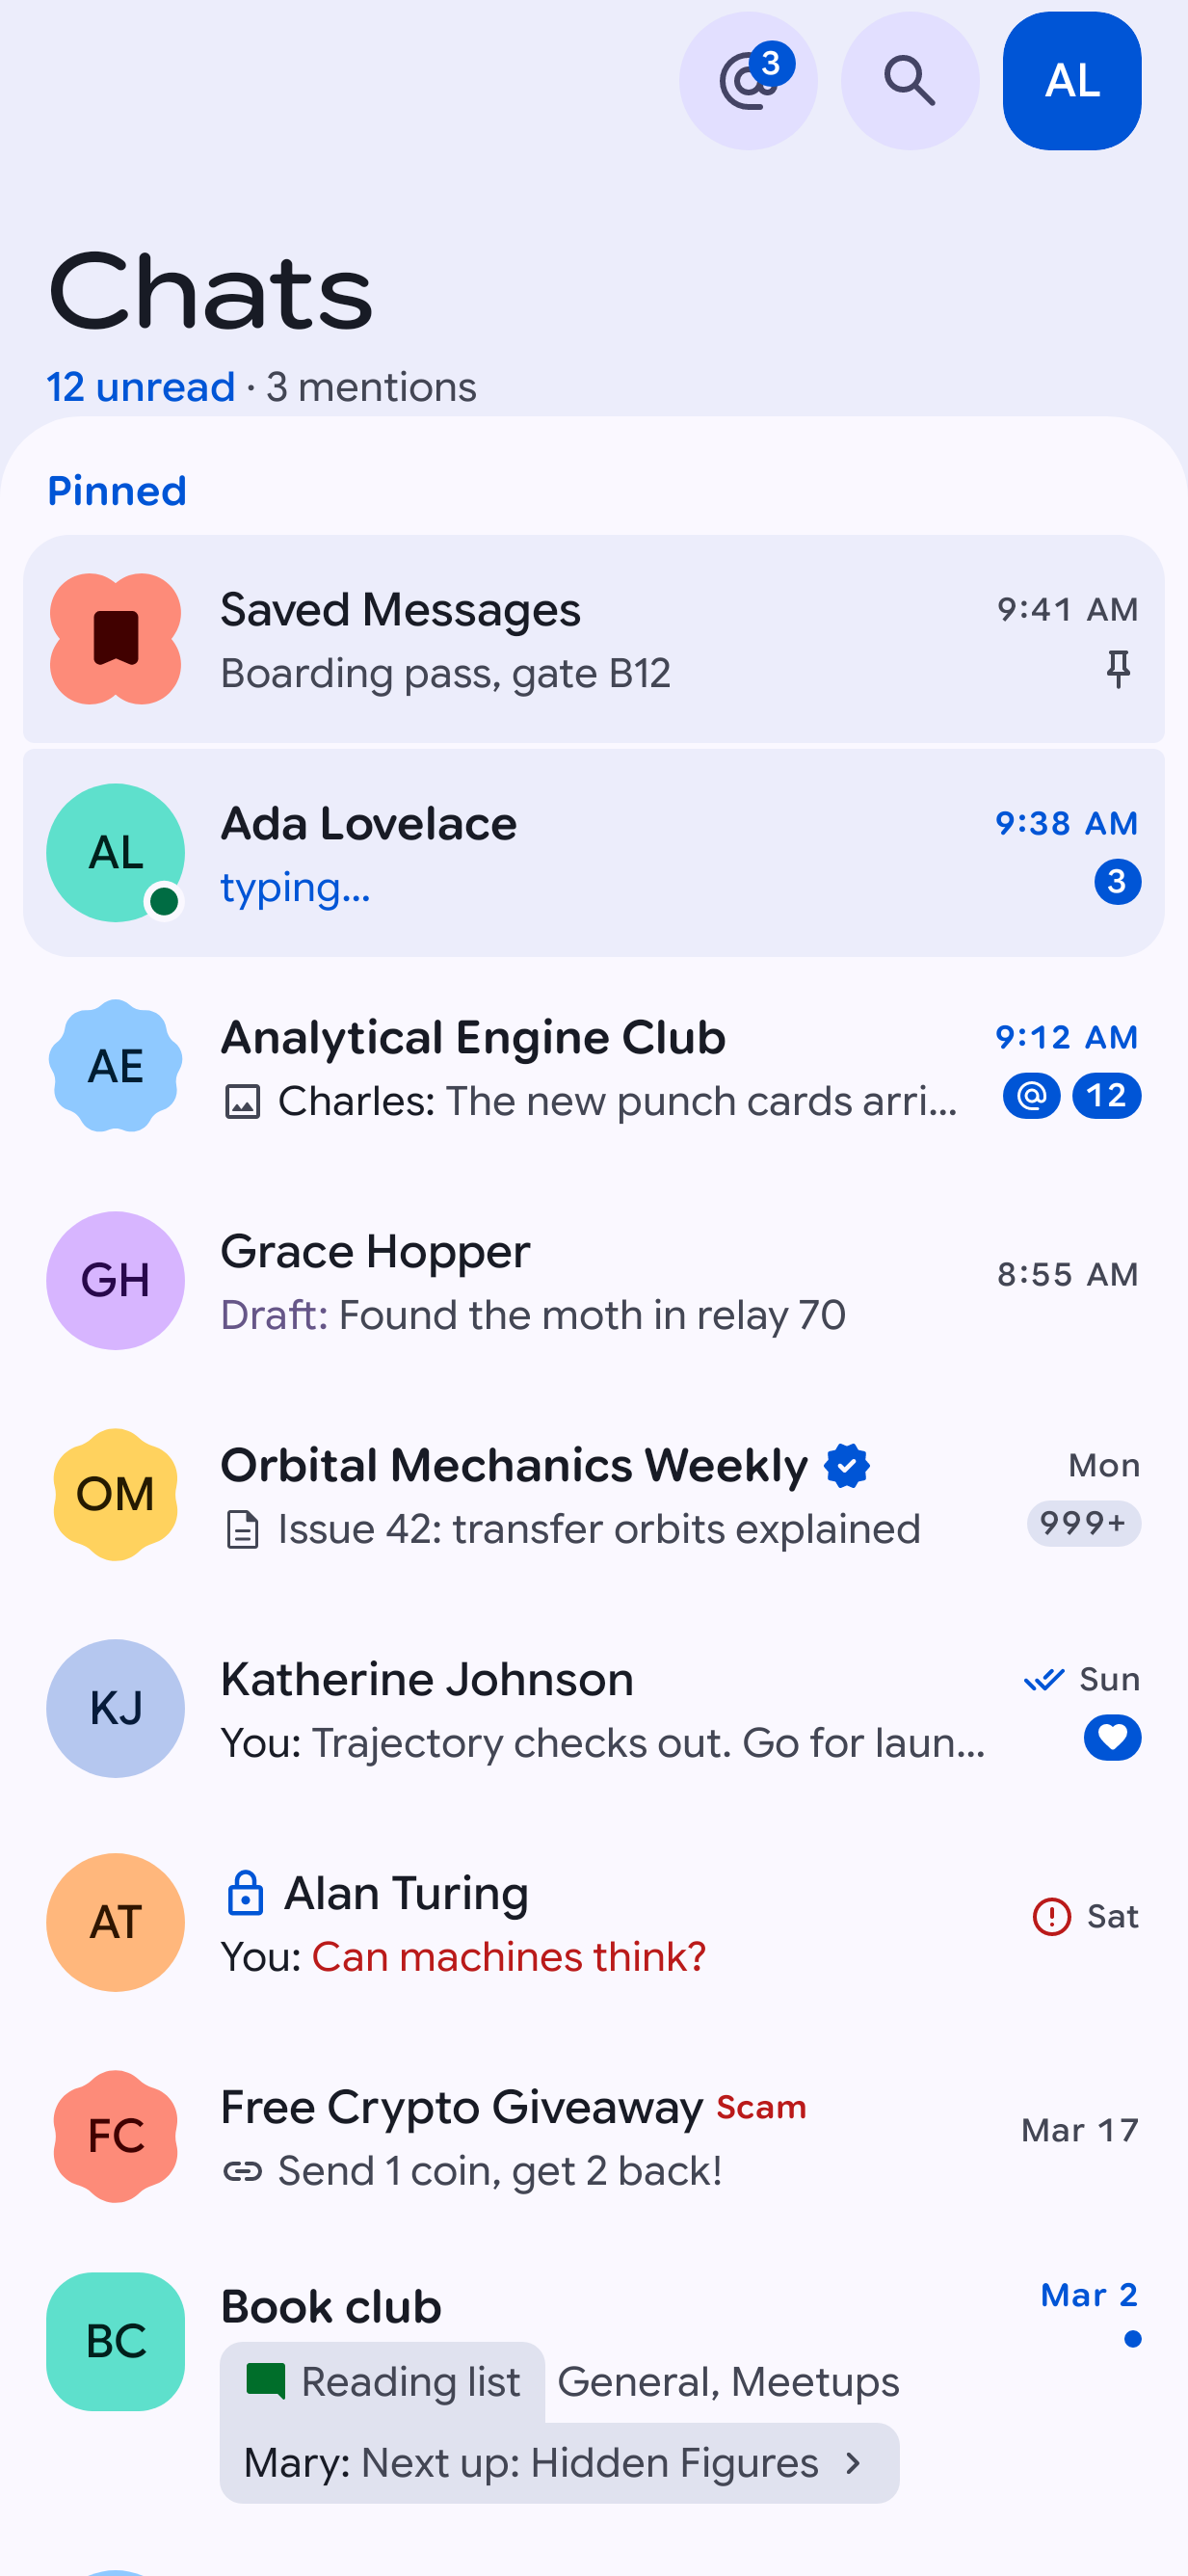 @ 3
AL
Chats
12 unread · 3 mentions
Pinned
Saved Messages
9:41 AM
Boarding pass, gate B12
AL
Ada Lovelace
9:38 AM
typing...
3
AE
Analytical Engine Club
9:12 AM
Charles: The new punch cards arri...
@ 12
GH
Grace Hopper
8:55 AM
Draft: Found the moth in relay 70
OM
Orbital Mechanics Weekly
Mon
Issue 42: transfer orbits explained
999+
KJ
Katherine Johnson
Sun
You: Trajectory checks out. Go for laun...
AT
Alan Turing
Sat
You: Can machines think?
FC
Free Crypto Giveaway Scam
Mar 17
Send 1 coin, get 2 back!
BC
Book club
Mar 2
Reading list General, Meetups
Mary: Next up: Hidden Figures